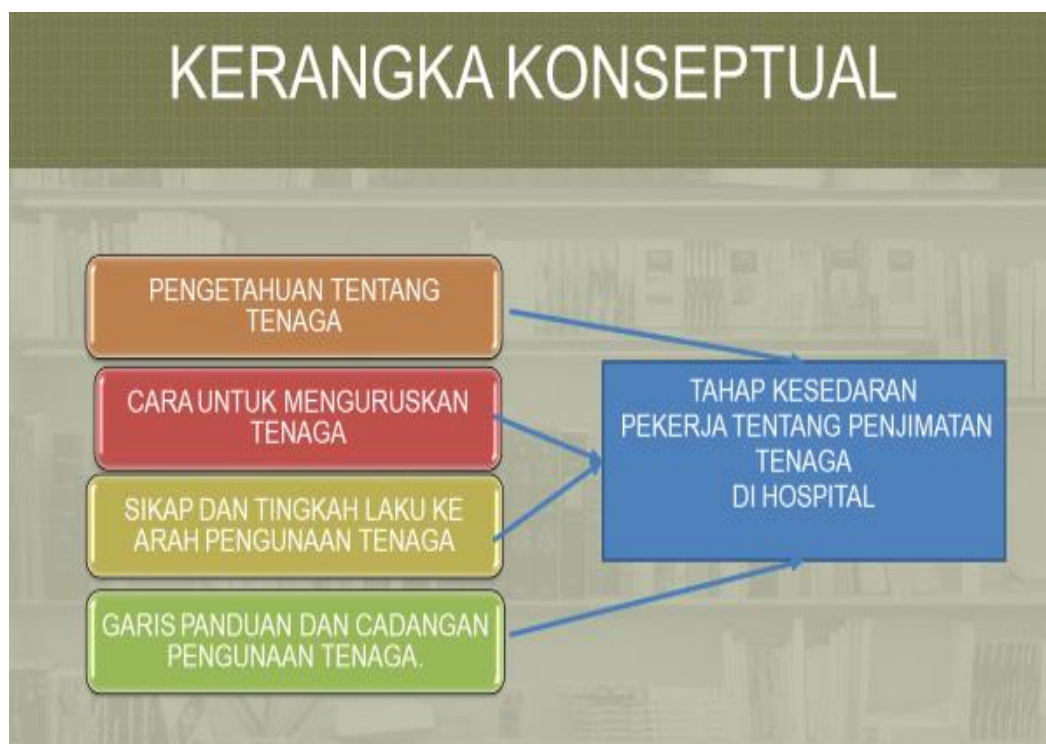 KERANGKA KONSEPTUAL
PENGETAHUAN TENTANG
TENAGA
CARA UNTUK MENGURUSKAN
TENAGA
SIKAP DAN TINGKAH LAKU KE
ARAH PENGUNAAN TENAGA
GARIS PANDUAN DAN CADANGAN
PENGUNAAN TENAGA.
TAHAP KESEDARAN
PEKERJA TENTANG PENJIMATAN
TENAGA
DI HOSPITAL